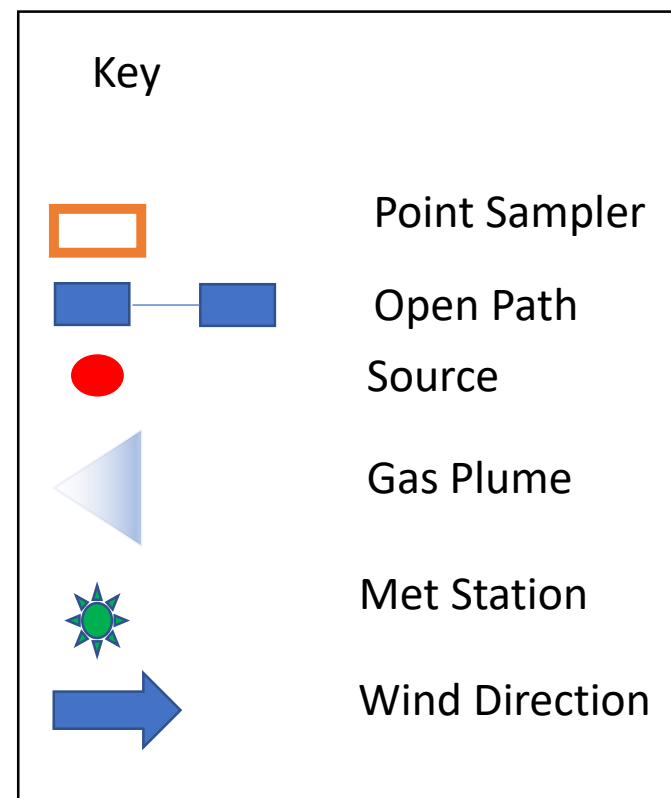 Key
Point Sampler
Open Path
Source
Gas Plume
Met Station
Wind Direction